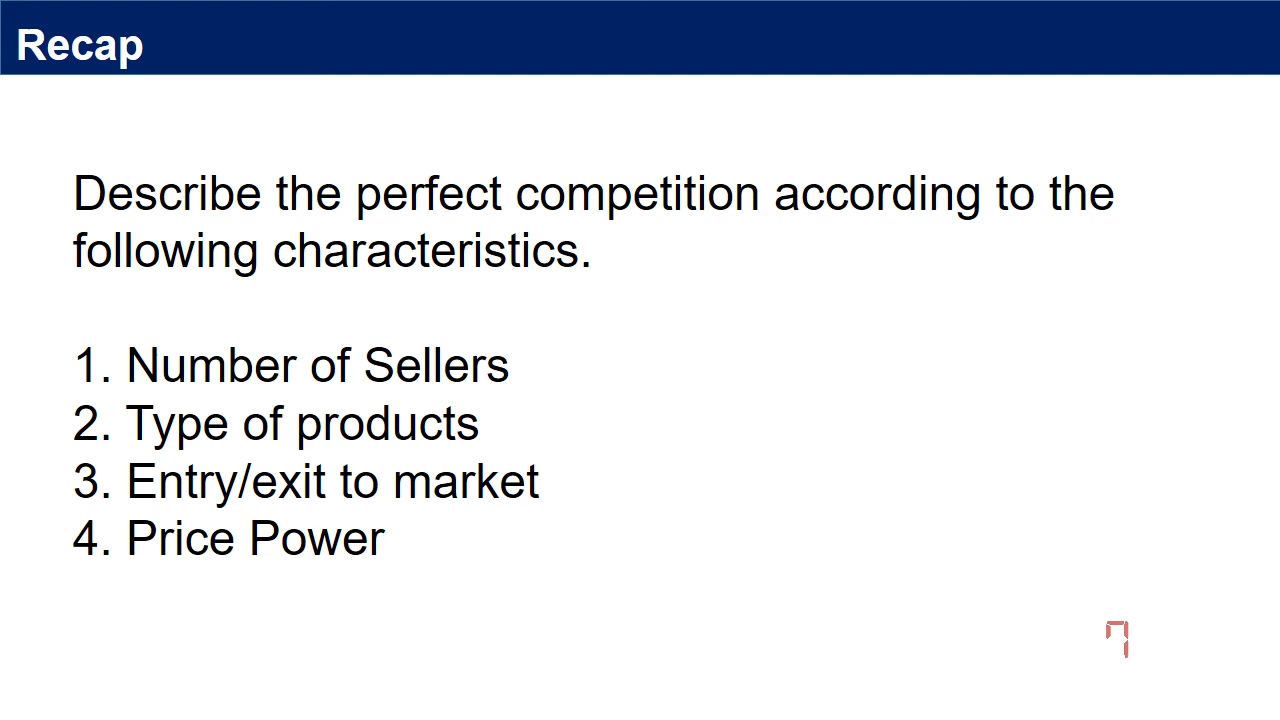 Recap
Describe the perfect competition according to the
following characteristics.
1. Number of Sellers
2. Type of products
3. Entry/exit to market
4. Price Power
7